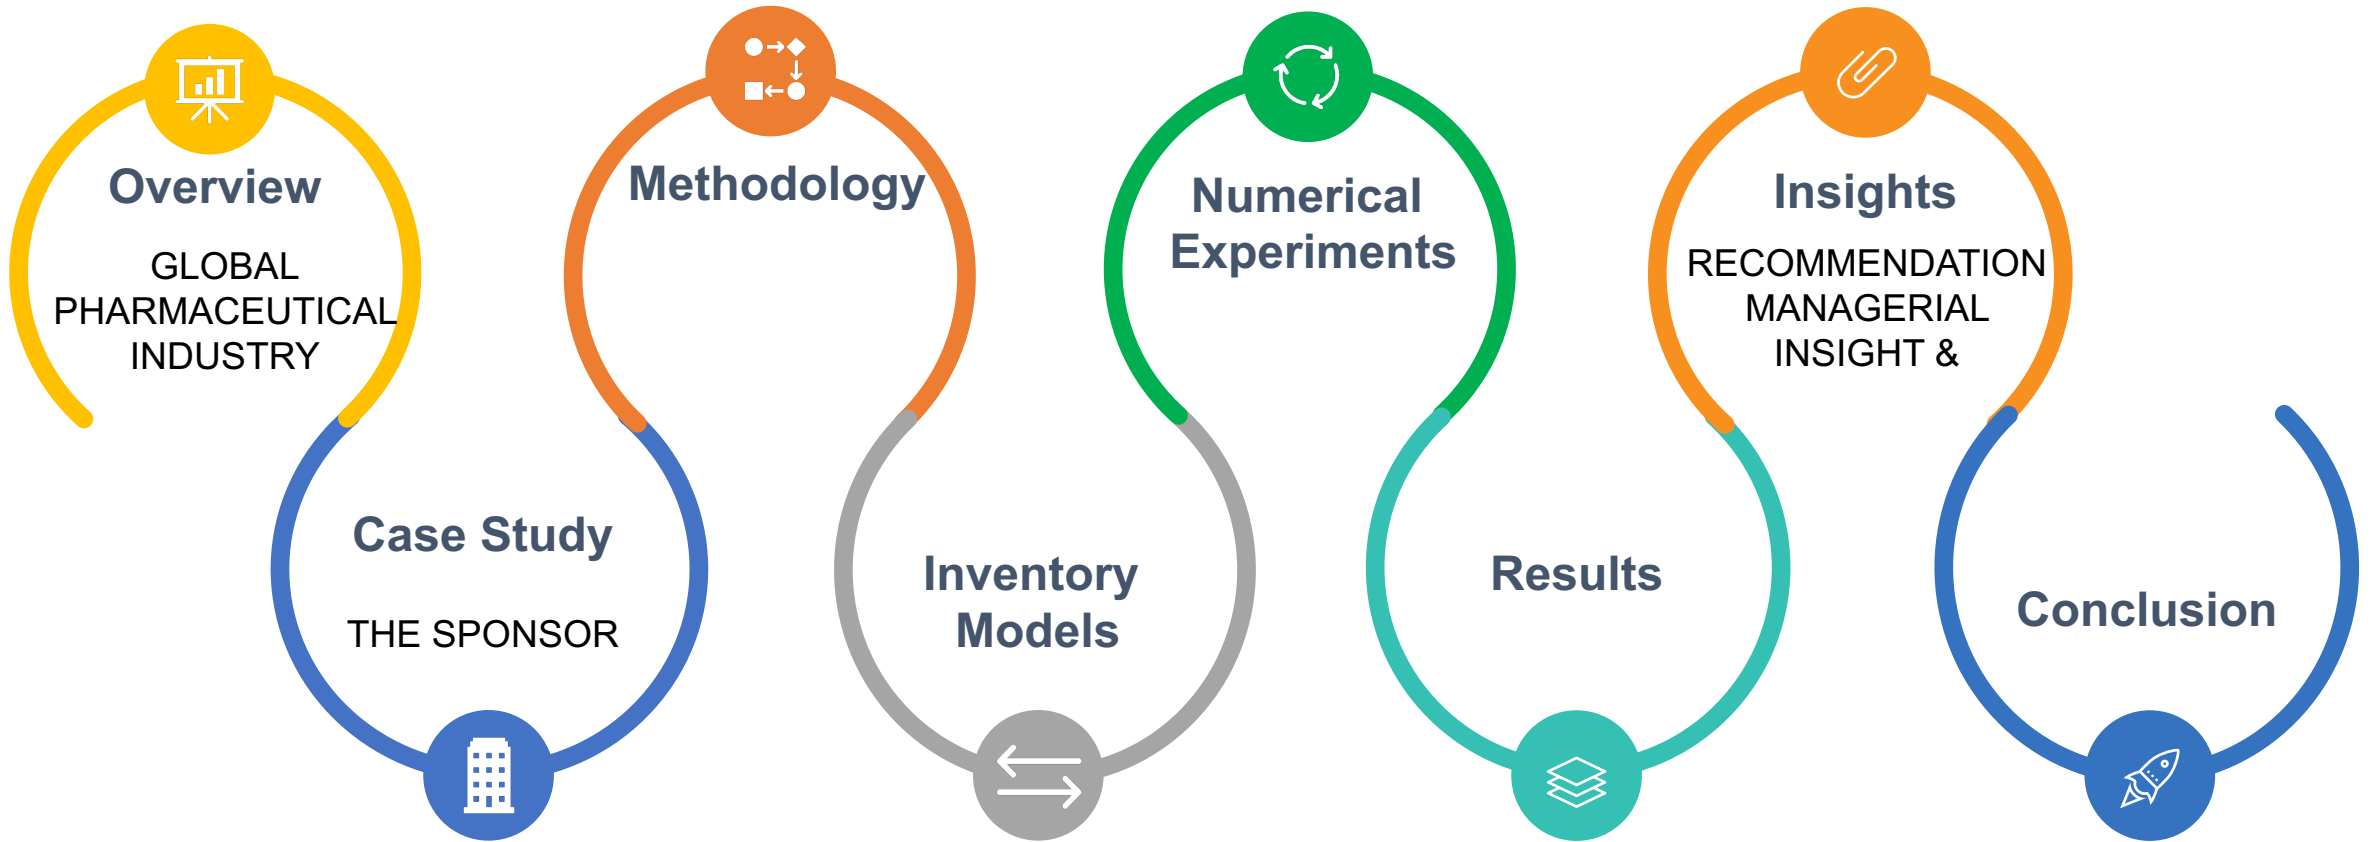 Overview
GLOBAL
PHARMACEUTICAL
INDUSTRY
Case Study
THE SPONSOR
Methodology
Inventory
Models
Numerical
Experiments
Results
Insights
RECOMMENDATION
MANAGERIAL
INSIGHT &
Conclusion